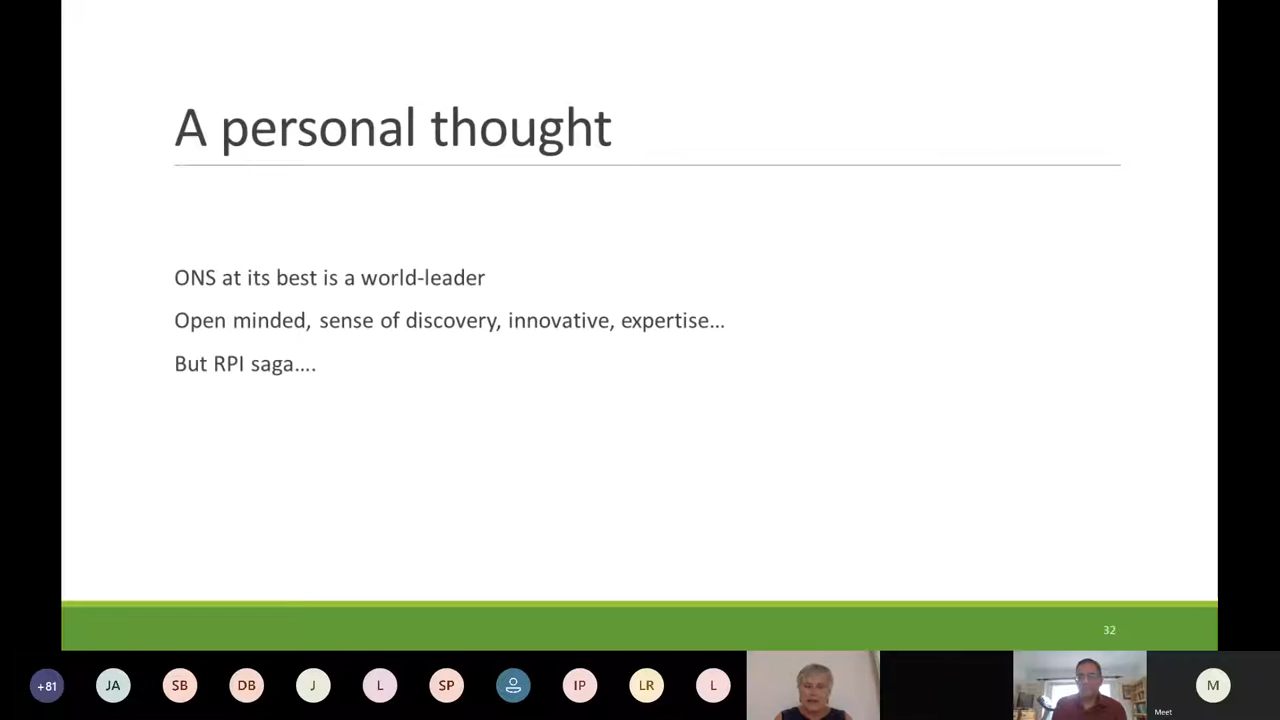 A personal thought
ONS at its best is a world-leader
Open minded, sense of discovery, innovative, expertise...
But RPI saga....
32
+81
JA
SB
DB
J
L
SP
IP
LR
L
M
Meet